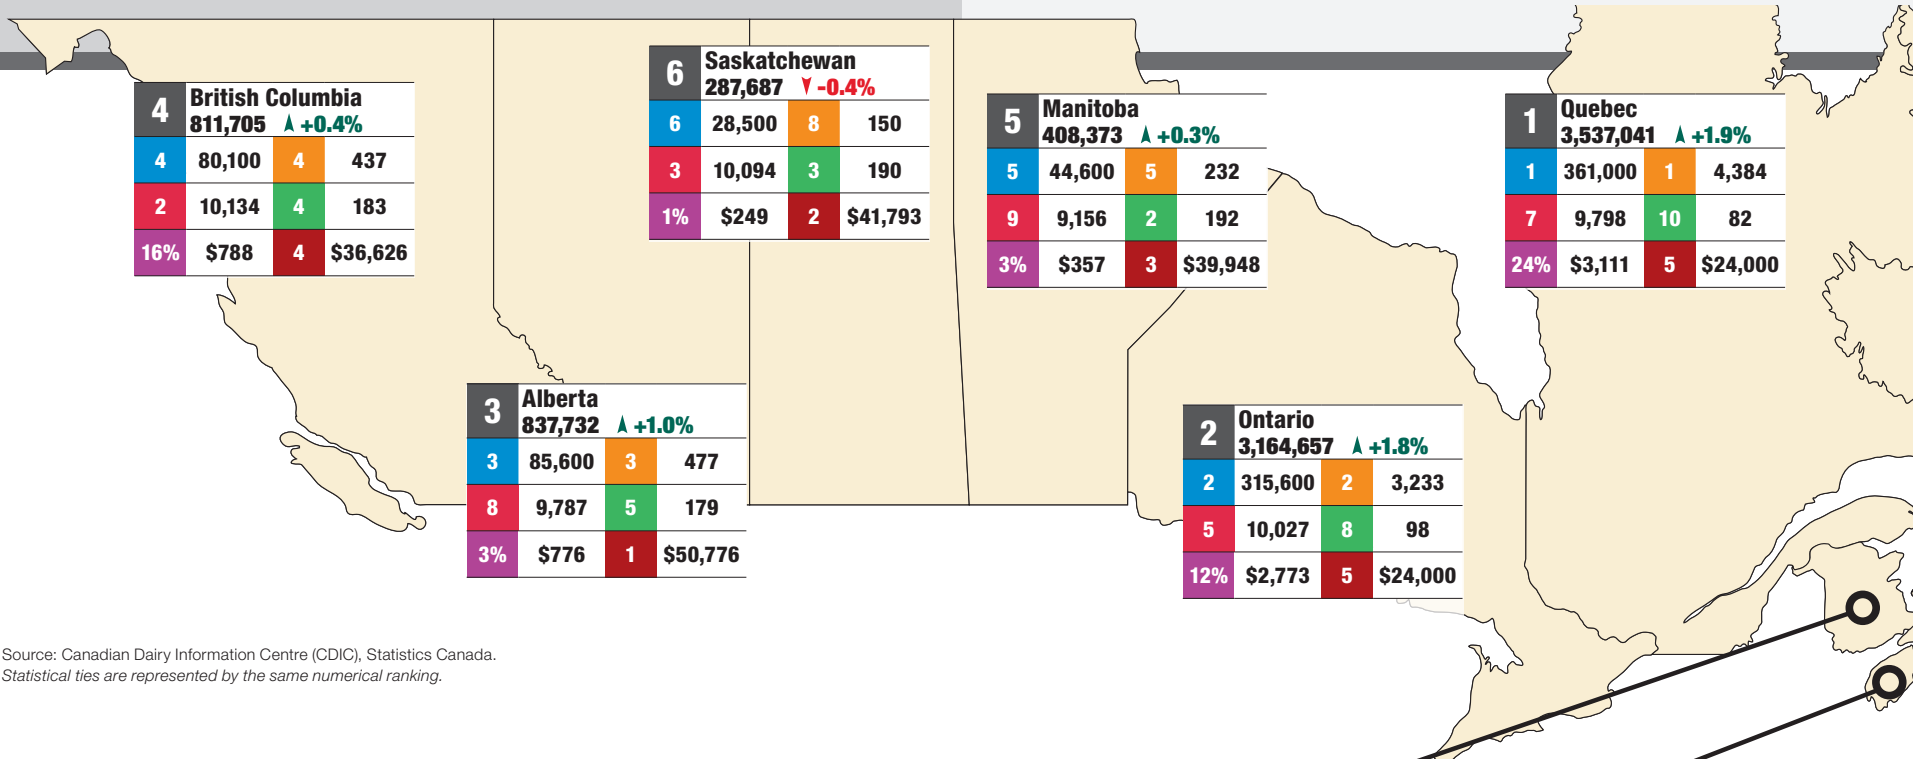 4 British Columbia
811,705 +0.4%
4 80,100 4 437
2 10,134 4 183
16% $788 4 $36,626
6 Saskatchewan
287,687 -0.4%
6 28,500 8 150
3 10,094 3 190
1% $249 2 $41,793
5 Manitoba
408,373 +0.3%
5 44,600 5 232
9 9,156 2 192
3% $357 3 $39,948
1 Quebec
3,537,041 +1.9%
1 361,000 1 4,384
7 9,798 10 82
24% $3,111 5 $24,000
3 Alberta
837,732 +1.0%
3 85,600 3 477
8 9,787 5 179
3% $776 1 $50,776
2 Ontario
3,164,657 +1.8%
2 315,600 2 3,233
5 10,027 8 98
12% $2,773 5 $24,000
Source: Canadian Dairy Information Centre (CDIC), Statistics Canada.
Statistical ties are represented by the same numerical ranking.